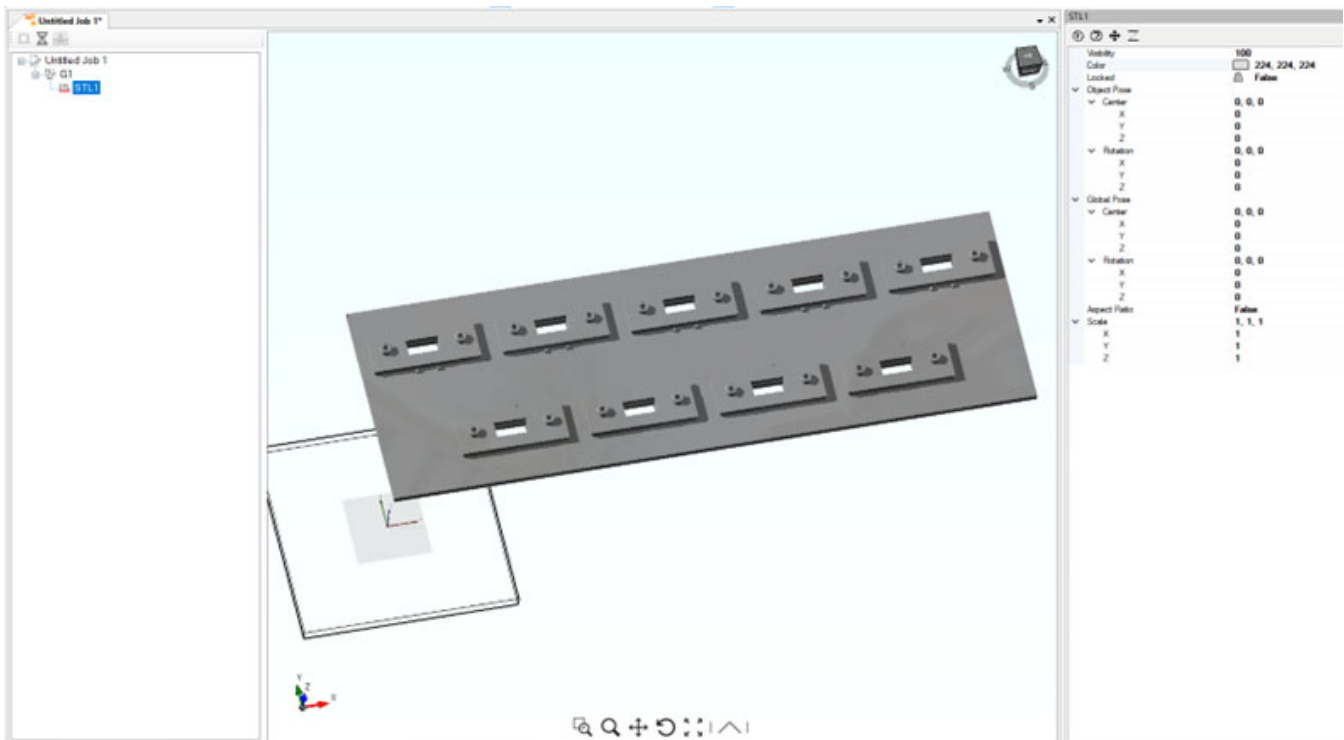 Untitled Job 1*
Untitled Job 1
G1
STL1
Y
Z
X
STL1
Visibility 100
Color 224, 224, 224
Locked False
Object Pose
Center 0, 0, 0
X 0
Y 0
Z 0
Rotation 0, 0, 0
X 0
Y 0
Z 0
Global Pose
Center 0, 0, 0
X 0
Y 0
Z 0
Rotation 0, 0, 0
X 0
Y 0
Z 0
Aspect Ratio False
Scale 1, 1, 1
X 1
Y 1
Z 1